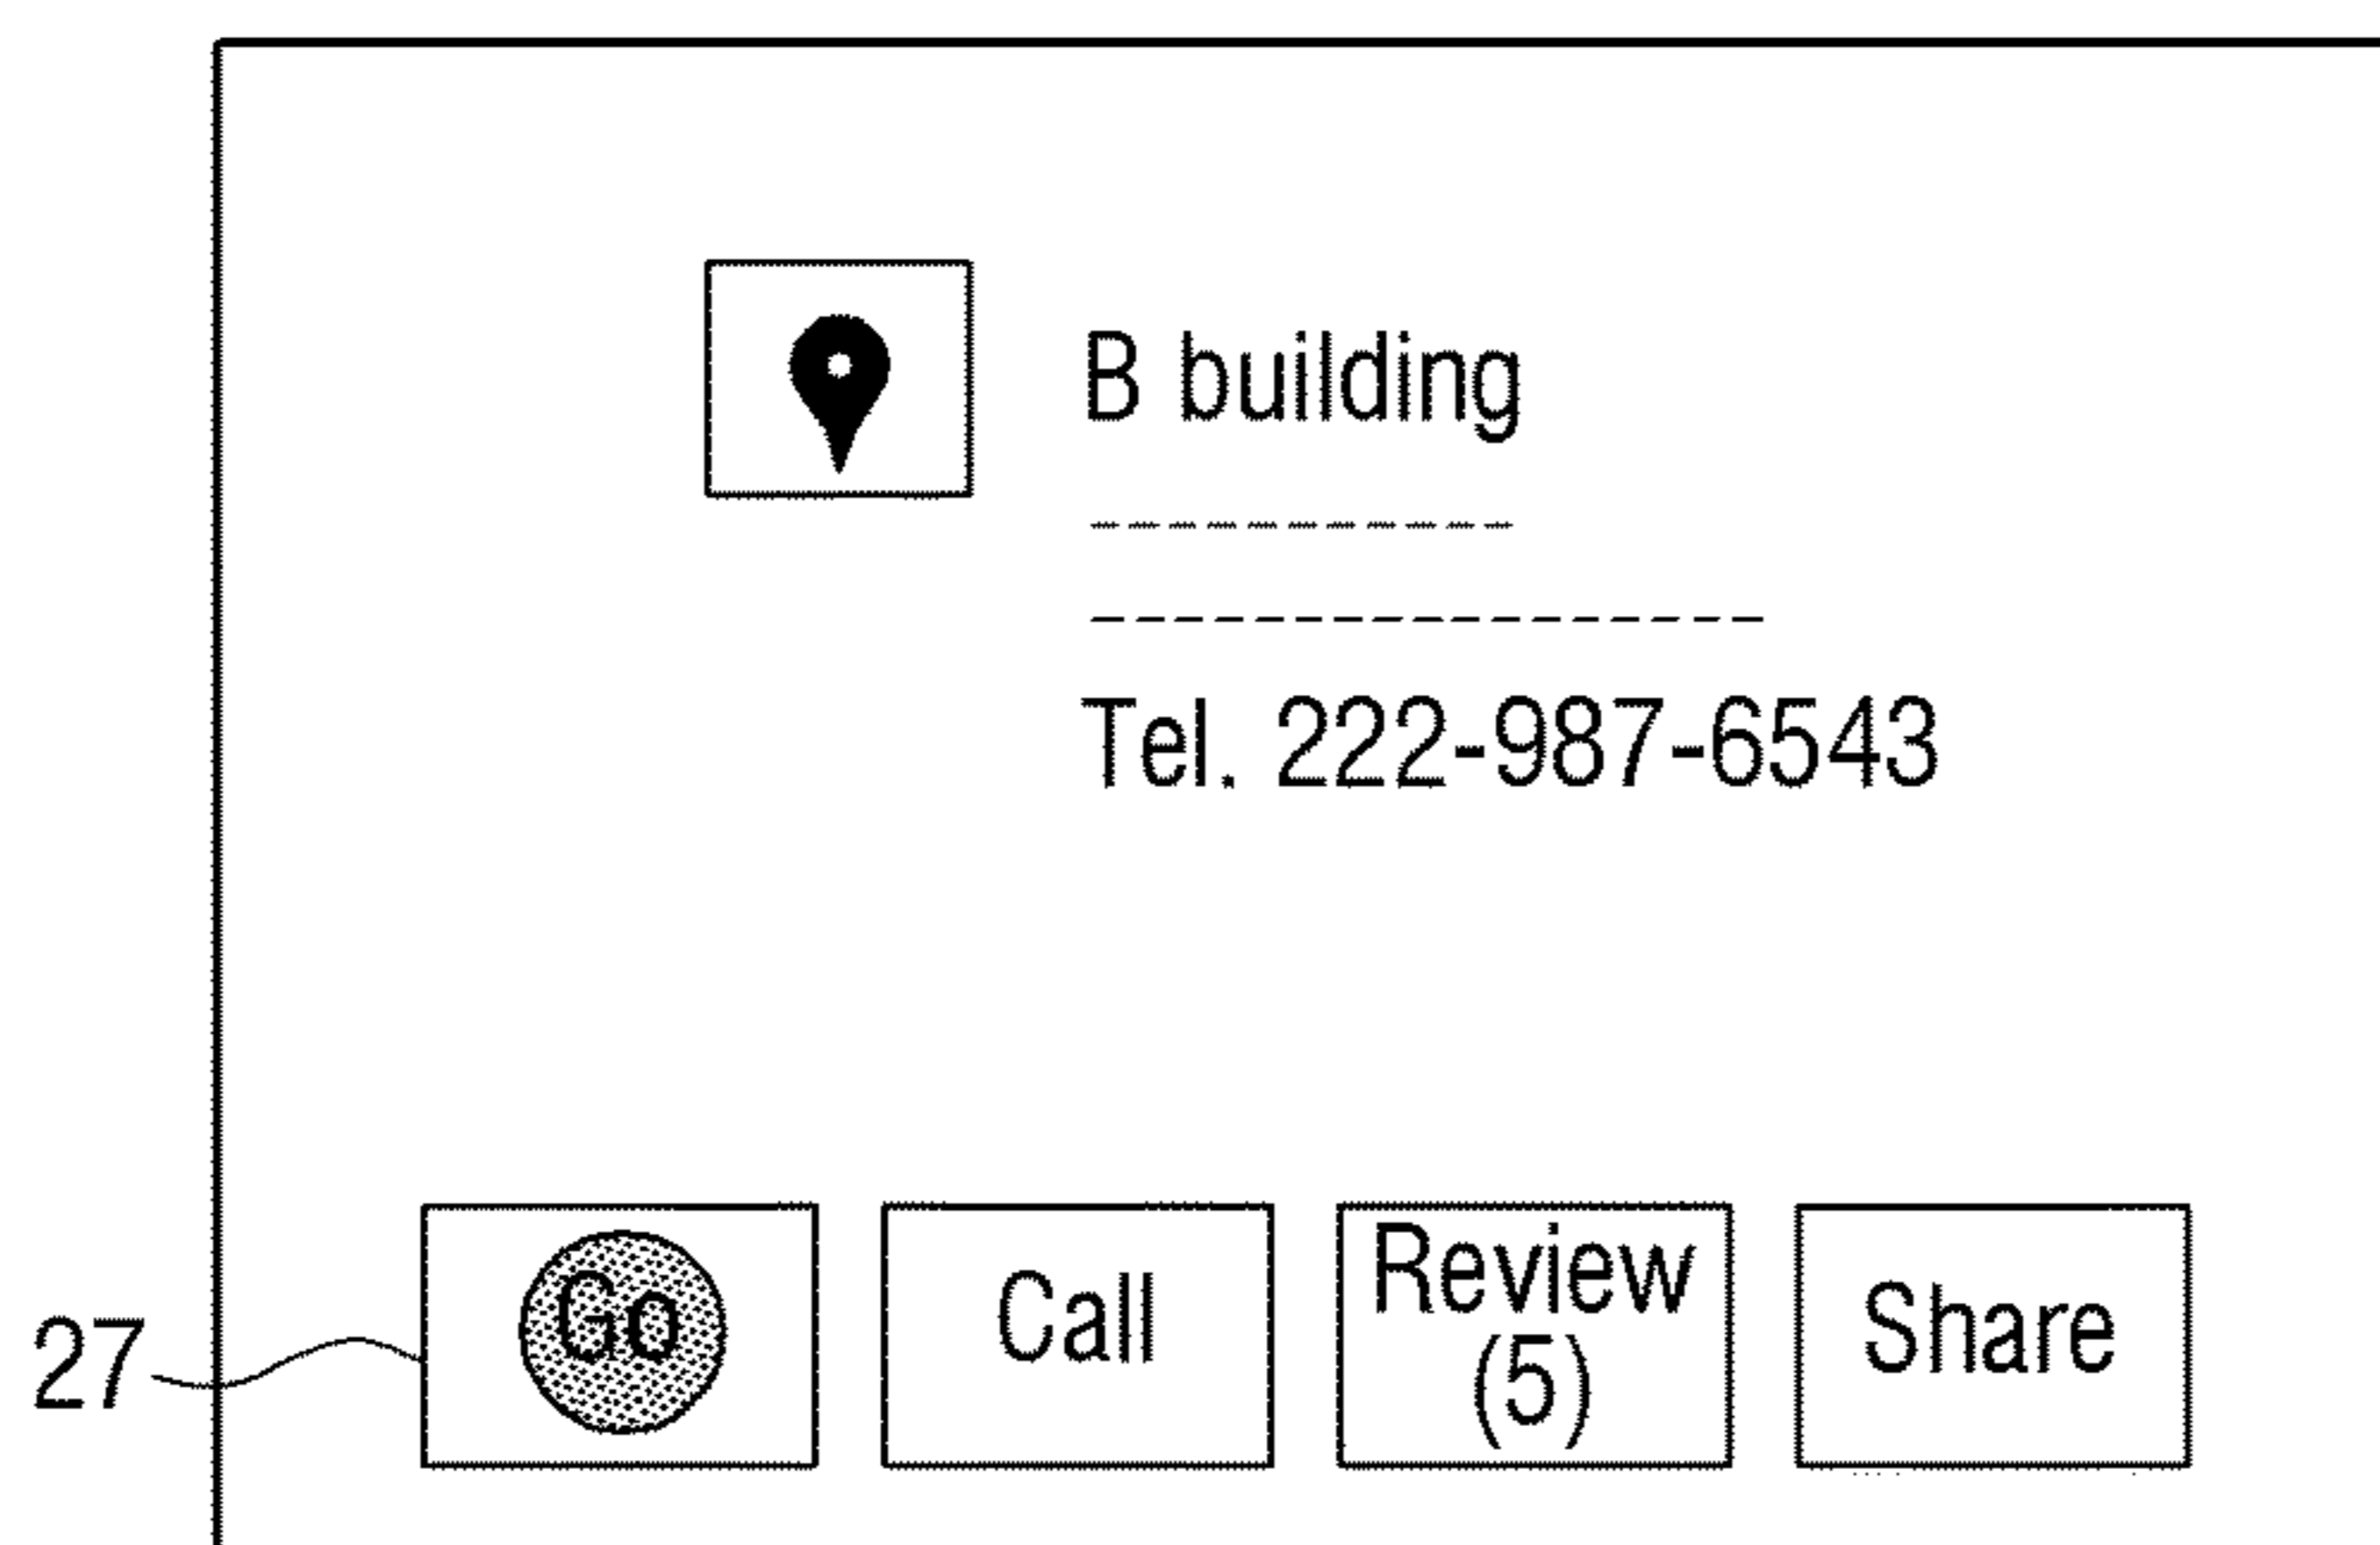 B building
Tel. 222-987-6543
27
Go
Call
Review
(5)
Share